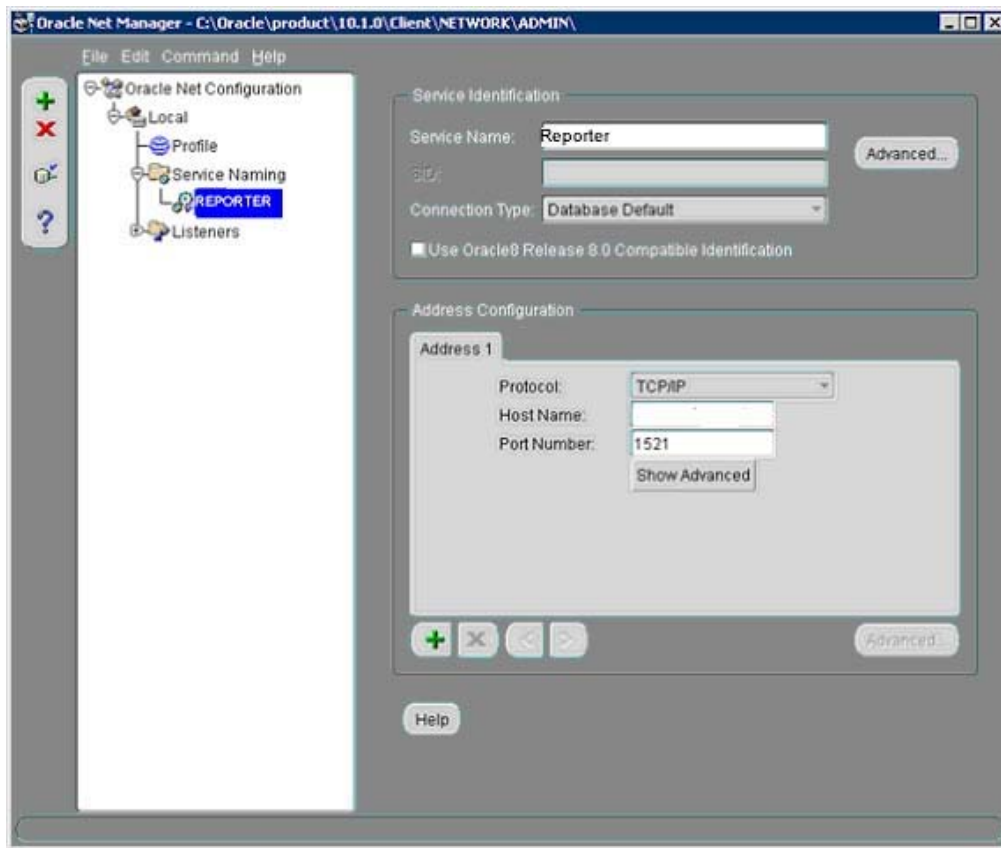 Oracle Net Manager - C:\Oracle\product\10.1.0\Client\NETWORK\ADMIN\
File Edit Command Help
Oracle Net Configuration
Local
Profile
Service Naming
REPORTER
Listeners
Service Identification
Service Name: Reporter
Advanced...
SID:
Connection Type: Database Default
Use Oracle8 Release 8.0 Compatible Identification
Address Configuration
Address 1
Protocol: TCP/IP
Host Name:
Port Number: 1521
Show Advanced
Advanced...
Help